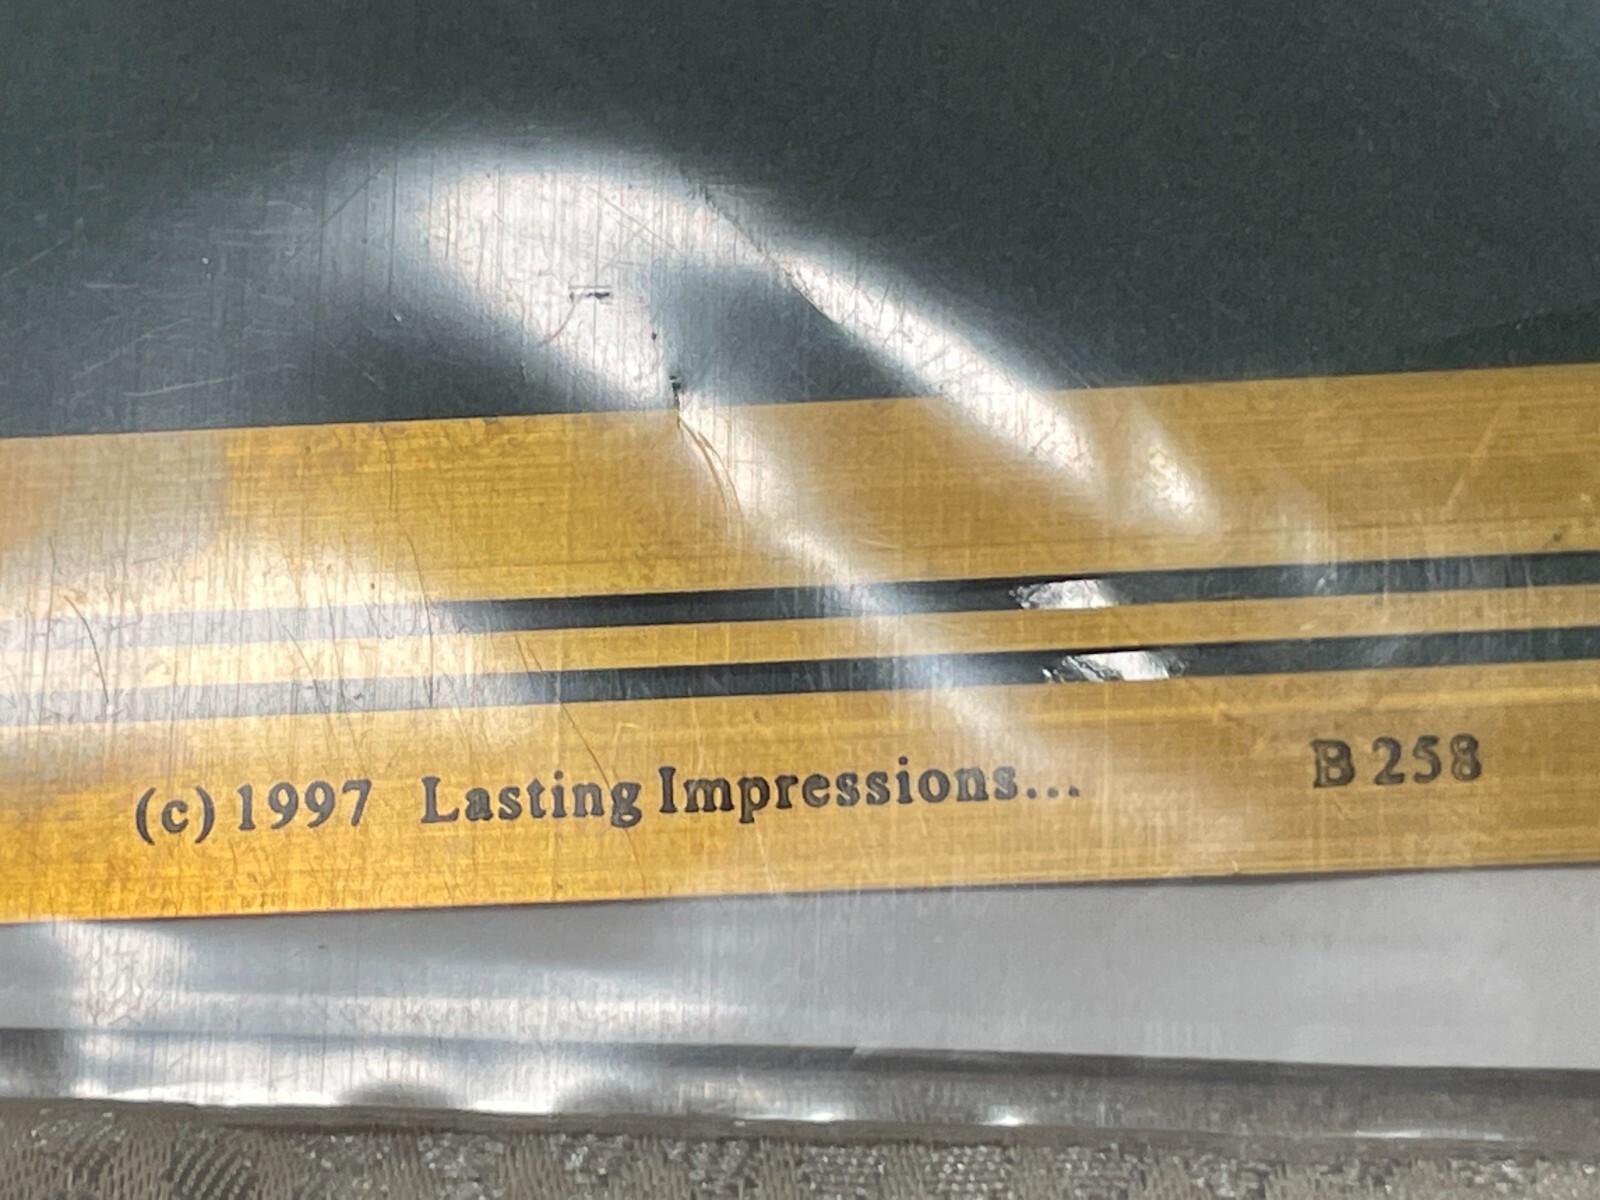 (c) 1997 Lasting Impressions... B 258